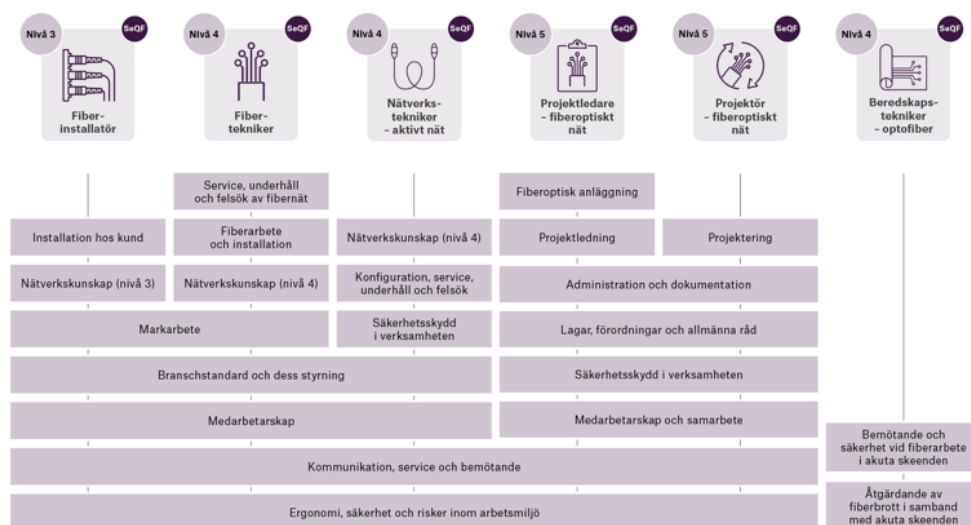 Nivå 3
SeQF
Nivå 4
SeQF
Nivå 4
SeQF
Nivå 5
SeQF
Nivå 5
SeQF
Nivå 4
SeQF
Fiber-
installatör
Fiber-
tekniker
Nätverks-
tekniker
– aktivt nät
Projektledare
– fiberoptiskt
nät
Projektör
– fiberoptiskt
nät
Beredskaps-
tekniker
– optofiber
Service, underhåll
och felsök av fibernät
Fiberoptisk anläggning
Installation hos kund
Fiberarbete
och installation
Nätverkskunskap (nivå 4)
Projektledning
Projektering
Nätverkskunskap (nivå 3)
Nätverkskunskap (nivå 4)
Konfiguration, service,
underhåll och felsök
Administration och dokumentation
Markarbete
Säkerhetsskydd
i verksamheten
Lagar, förordningar och allmänna råd
Branschstandard och dess styrning
Säkerhetsskydd i verksamheten
Medarbetarskap
Medarbetarskap och samarbete
Bemötande och
säkerhet vid fiberarbete
i akuta skeenden
Kommunikation, service och bemötande
Ergonomi, säkerhet och risker inom arbetsmiljö
Åtgärdande av
fiberbrott i samband
med akuta skeenden